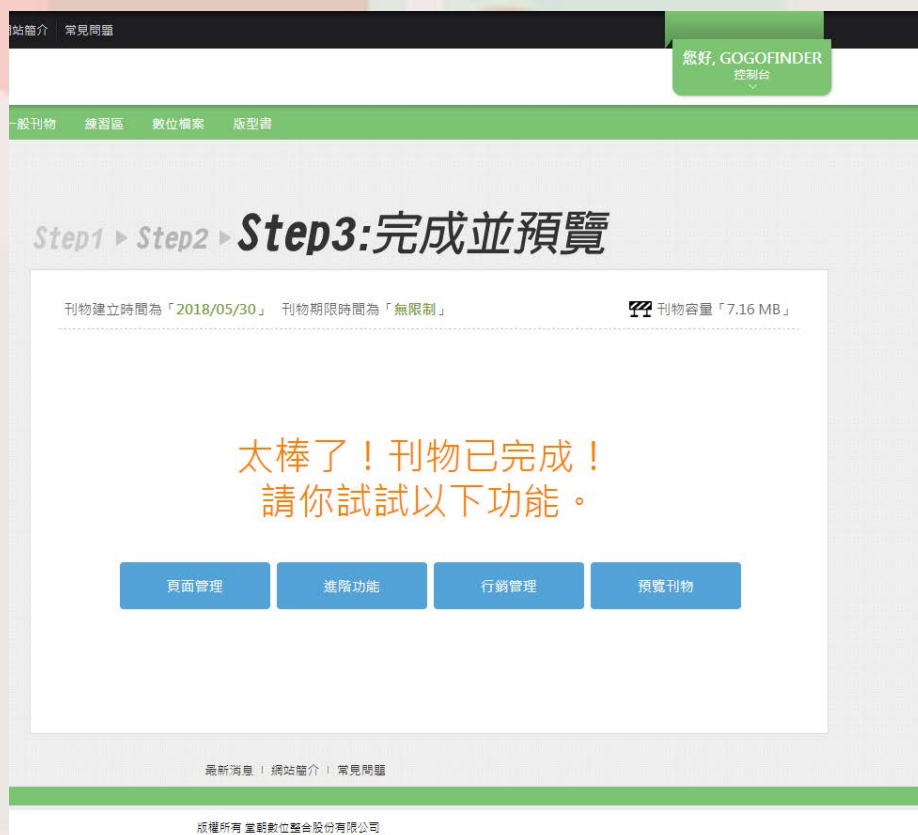 站簡介 常見問題
您好, GOGOFINDER
控制台
一般刊物 練習區 數位檔案 版型書
Step1 ▶ Step2 ▶ Step3:完成並預覽
刊物建立時間為「2018/05/30」 刊物期限時間為「無限制」 刊物容量「7.16 MB」
太棒了！刊物已完成！
請你試試以下功能。
頁面管理 進階功能 行銷管理 預覽刊物
最新消息 | 網站簡介 | 常見問題
版權所有 堂朝數位整合股份有限公司